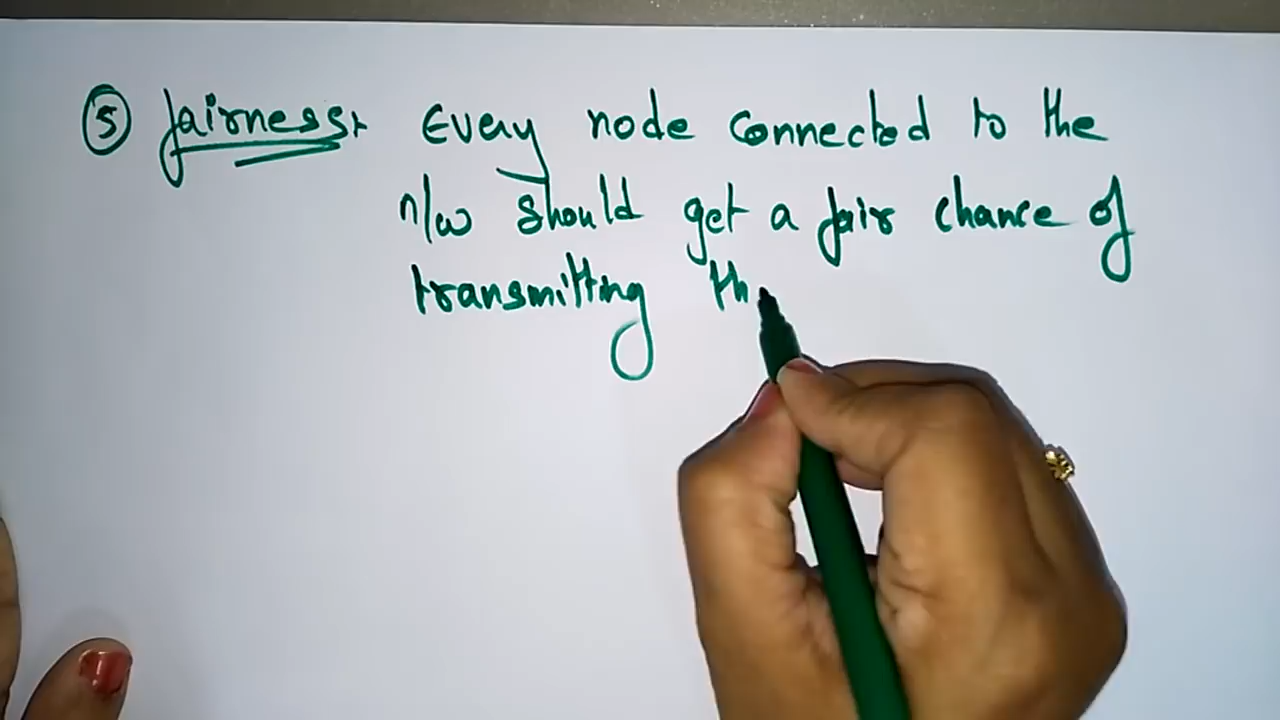 ⑤ fairness:- Every node connected to the
n/w should get a fair chance of
transmitting th